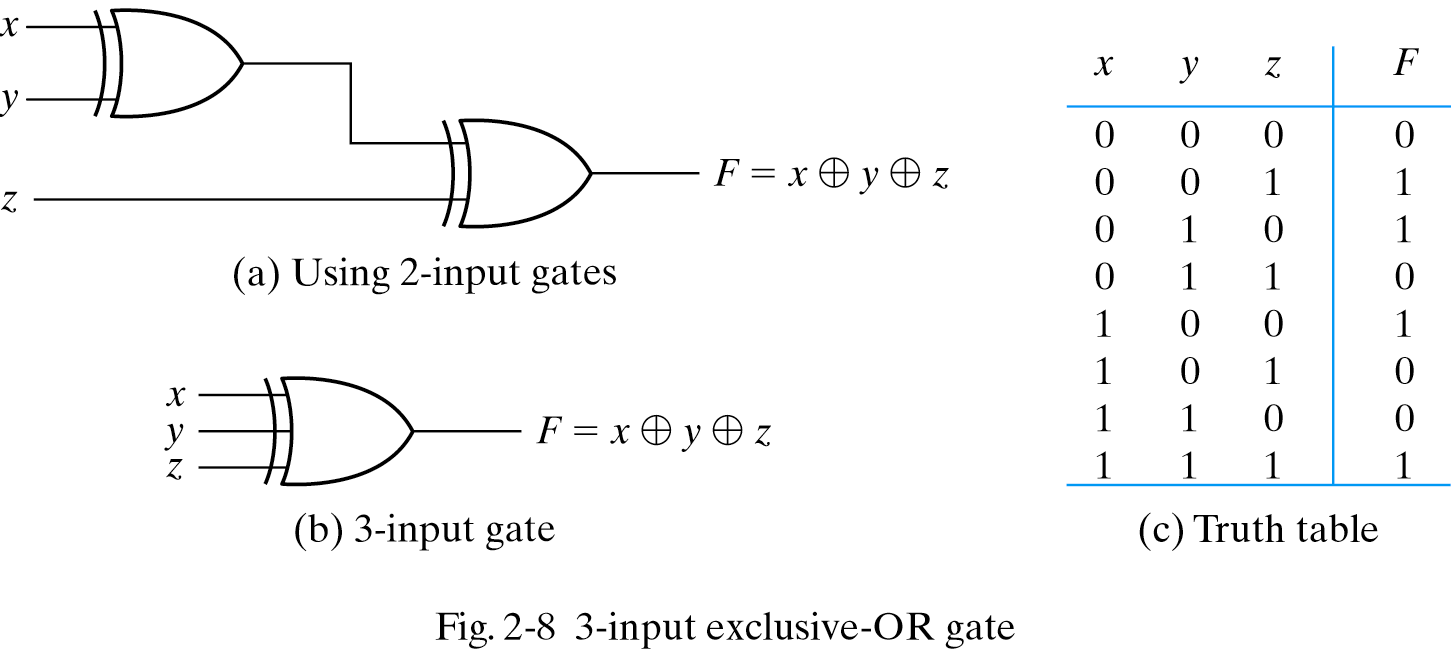 x
y
z
F = x ⊕ y ⊕ z
(a) Using 2-input gates
x
y
z
F = x ⊕ y ⊕ z
(b) 3-input gate
x y z F
0 0 0 0
0 0 1 1
0 1 0 1
0 1 1 0
1 0 0 1
1 0 1 0
1 1 0 0
1 1 1 1
(c) Truth table
Fig. 2-8 3-input exclusive-OR gate